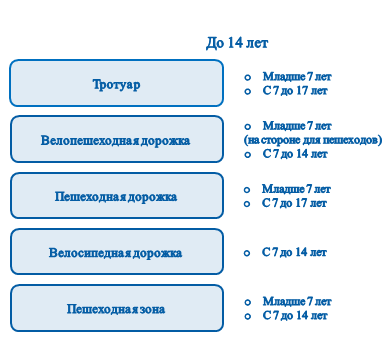 До 14 лет
Тротуар
o Младше 7 лет
o С 7 до 17 лет
Велопешеходная дорожка
o Младше 7 лет
(на стороне для пешеходов)
o С 7 до 14 лет
Пешеходная дорожка
o Младше 7 лет
o С 7 до 17 лет
Велосипедная дорожка
o С 7 до 14 лет
Пешеходная зона
o Младше 7 лет
o С 7 до 14 лет